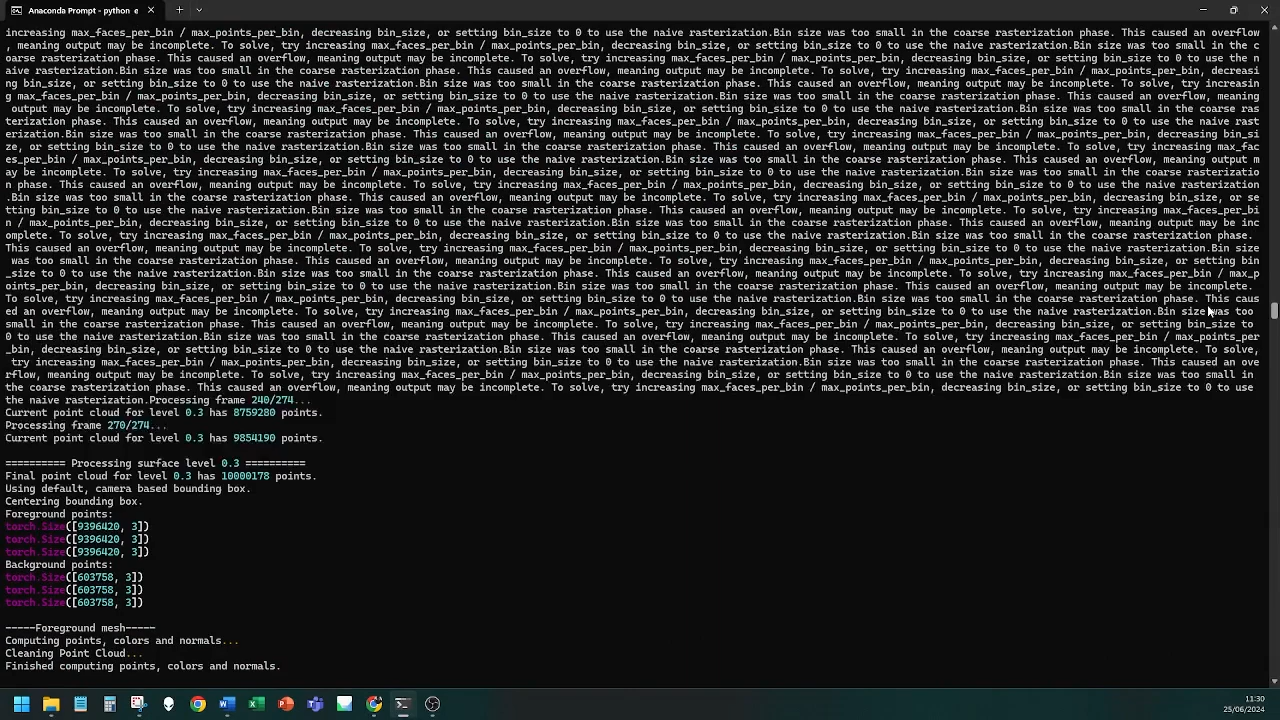 Anaconda Prompt - python e
increasing max_faces_per_bin / max_points_per_bin, decreasing bin_size, or setting bin_size to 0 to use the naive rasterization.Bin size was too small in the coarse rasterization phase. This caused an overflow
, meaning output may be incomplete. To solve, try increasing max_faces_per_bin / max_points_per_bin, decreasing bin_size, or setting bin_size to 0 to use the naive rasterization.Bin size was too small in the c
oarse rasterization phase. This caused an overflow, meaning output may be incomplete. To solve, try increasing max_faces_per_bin / max_points_per_bin, decreasing bin_size, or setting bin_size to 0 to use the n
aive rasterization.Bin size was too small in the coarse rasterization phase. This caused an overflow, meaning output may be incomplete. To solve, try increasing max_faces_per_bin / max_points_per_bin, decreasi
ng bin_size, or setting bin_size to 0 to use the naive rasterization.Bin size was too small in the coarse rasterization phase. This caused an overflow, meaning output may be incomplete. To solve, try increasin
g max_faces_per_bin / max_points_per_bin, decreasing bin_size, or setting bin_size to 0 to use the naive rasterization.Bin size was too small in the coarse rasterization phase. This caused an overflow, meaning
 output may be incomplete. To solve, try increasing max_faces_per_bin / max_points_per_bin, decreasing bin_size, or setting bin_size to 0 to use the naive rasterization.Bin size was too small in the coarse ras
terization phase. This caused an overflow, meaning output may be incomplete. To solve, try increasing max_faces_per_bin / max_points_per_bin, decreasing bin_size, or setting bin_size to 0 to use the naive rast
erization.Bin size was too small in the coarse rasterization phase. This caused an overflow, meaning output may be incomplete. To solve, try increasing max_faces_per_bin / max_points_per_bin, decreasing bin_si
ze, or setting bin_size to 0 to use the naive rasterization.Bin size was too small in the coarse rasterization phase. This caused an overflow, meaning output may be incomplete. To solve, try increasing max_fac
es_per_bin / max_points_per_bin, decreasing bin_size, or setting bin_size to 0 to use the naive rasterization.Bin size was too small in the coarse rasterization phase. This caused an overflow, meaning output m
ay be incomplete. To solve, try increasing max_faces_per_bin / max_points_per_bin, decreasing bin_size, or setting bin_size to 0 to use the naive rasterization.Bin size was too small in the coarse rasterizatio
n phase. This caused an overflow, meaning output may be incomplete. To solve, try increasing max_faces_per_bin / max_points_per_bin, decreasing bin_size, or setting bin_size to 0 to use the naive rasterization
.Bin size was too small in the coarse rasterization phase. This caused an overflow, meaning output may be incomplete. To solve, try increasing max_faces_per_bin / max_points_per_bin, decreasing bin_size, or se
tting bin_size to 0 to use the naive rasterization.Bin size was too small in the coarse rasterization phase. This caused an overflow, meaning output may be incomplete. To solve, try increasing max_faces_per_bi
n / max_points_per_bin, decreasing bin_size, or setting bin_size to 0 to use the naive rasterization.Bin size was too small in the coarse rasterization phase. This caused an overflow, meaning output may be inc
omplete. To solve, try increasing max_faces_per_bin / max_points_per_bin, decreasing bin_size, or setting bin_size to 0 to use the naive rasterization.Bin size was too small in the coarse rasterization phase. 
This caused an overflow, meaning output may be incomplete. To solve, try increasing max_faces_per_bin / max_points_per_bin, decreasing bin_size, or setting bin_size to 0 to use the naive rasterization.Bin size
 was too small in the coarse rasterization phase. This caused an overflow, meaning output may be incomplete. To solve, try increasing max_faces_per_bin / max_points_per_bin, decreasing bin_size, or setting bin
_size to 0 to use the naive rasterization.Bin size was too small in the coarse rasterization phase. This caused an overflow, meaning output may be incomplete. To solve, try increasing max_faces_per_bin / max_p
oints_per_bin, decreasing bin_size, or setting bin_size to 0 to use the naive rasterization.Bin size was too small in the coarse rasterization phase. This caused an overflow, meaning output may be incomplete. 
To solve, try increasing max_faces_per_bin / max_points_per_bin, decreasing bin_size, or setting bin_size to 0 to use the naive rasterization.Bin size was too small in the coarse rasterization phase. This caus
ed an overflow, meaning output may be incomplete. To solve, try increasing max_faces_per_bin / max_points_per_bin, decreasing bin_size, or setting bin_size to 0 to use the naive rasterization.Bin size was too 
small in the coarse rasterization phase. This caused an overflow, meaning output may be incomplete. To solve, try increasing max_faces_per_bin / max_points_per_bin, decreasing bin_size, or setting bin_size to 
0 to use the naive rasterization.Bin size was too small in the coarse rasterization phase. This caused an overflow, meaning output may be incomplete. To solve, try increasing max_faces_per_bin / max_points_per
_bin, decreasing bin_size, or setting bin_size to 0 to use the naive rasterization.Bin size was too small in the coarse rasterization phase. This caused an overflow, meaning output may be incomplete. To solve,
 try increasing max_faces_per_bin / max_points_per_bin, decreasing bin_size, or setting bin_size to 0 to use the naive rasterization.Bin size was too small in the coarse rasterization phase. This caused an ove
rflow, meaning output may be incomplete. To solve, try increasing max_faces_per_bin / max_points_per_bin, decreasing bin_size, or setting bin_size to 0 to use the naive rasterization.Bin size was too small in 
the coarse rasterization phase. This caused an overflow, meaning output may be incomplete. To solve, try increasing max_faces_per_bin / max_points_per_bin, decreasing bin_size, or setting bin_size to 0 to use 
the naive rasterization.Processing frame 240/274...
Current point cloud for level 0.3 has 8759280 points.
Processing frame 270/274...
Current point cloud for level 0.3 has 9854190 points.
========== Processing surface level 0.3 ==========
Final point cloud for level 0.3 has 10000178 points.
Using default, camera based bounding box.
Centering bounding box.
Foreground points:
torch.Size([9396420, 3])
torch.Size([9396420, 3])
torch.Size([9396420, 3])
Background points:
torch.Size([603758, 3])
torch.Size([603758, 3])
torch.Size([603758, 3])
-----Foreground mesh-----
Computing points, colors and normals...
Cleaning Point Cloud...
Finished computing points, colors and normals.
11:30
25/06/2024